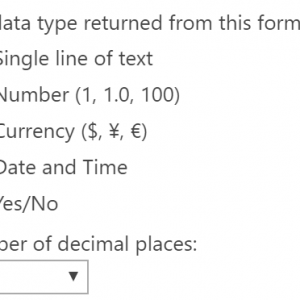 data type returned from this form
Single line of text
Number (1, 1.0, 100)
Currency ($, ¥, €)
Date and Time
Yes/No
ber of decimal places: